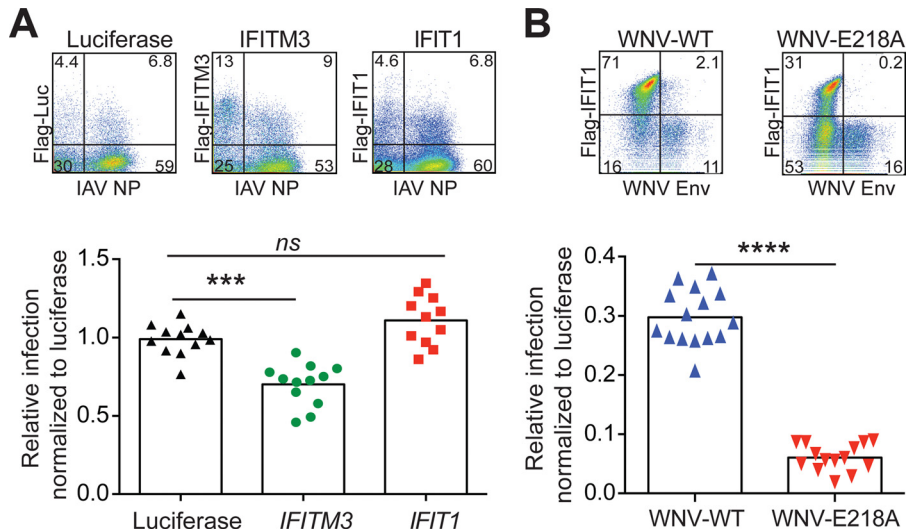 A
Luciferase
IFITM3
IFIT1
Flag-Luc
4.4
6.8
30
59
IAV NP
Flag-IFITM3
13
9
25
53
IAV NP
Flag-IFIT1
4.6
6.8
28
60
IAV NP
Relative infection
normalized to luciferase
1.5
1.0
0.5
0.0
ns
***
Luciferase
IFITM3
IFIT1
B
WNV-WT
WNV-E218A
Flag-IFIT1
71
2.1
16
11
WNV Env
Flag-IFIT1
31
0.2
53
16
WNV Env
Relative infection
normalized to luciferase
0.4
0.3
0.2
0.1
0.0
****
WNV-WT
WNV-E218A